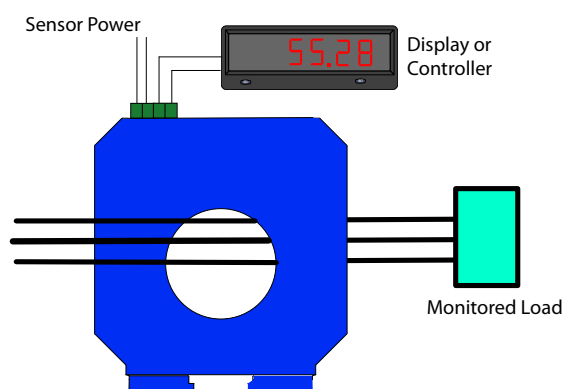 Sensor Power
55.28
Display or
Controller
Monitored Load